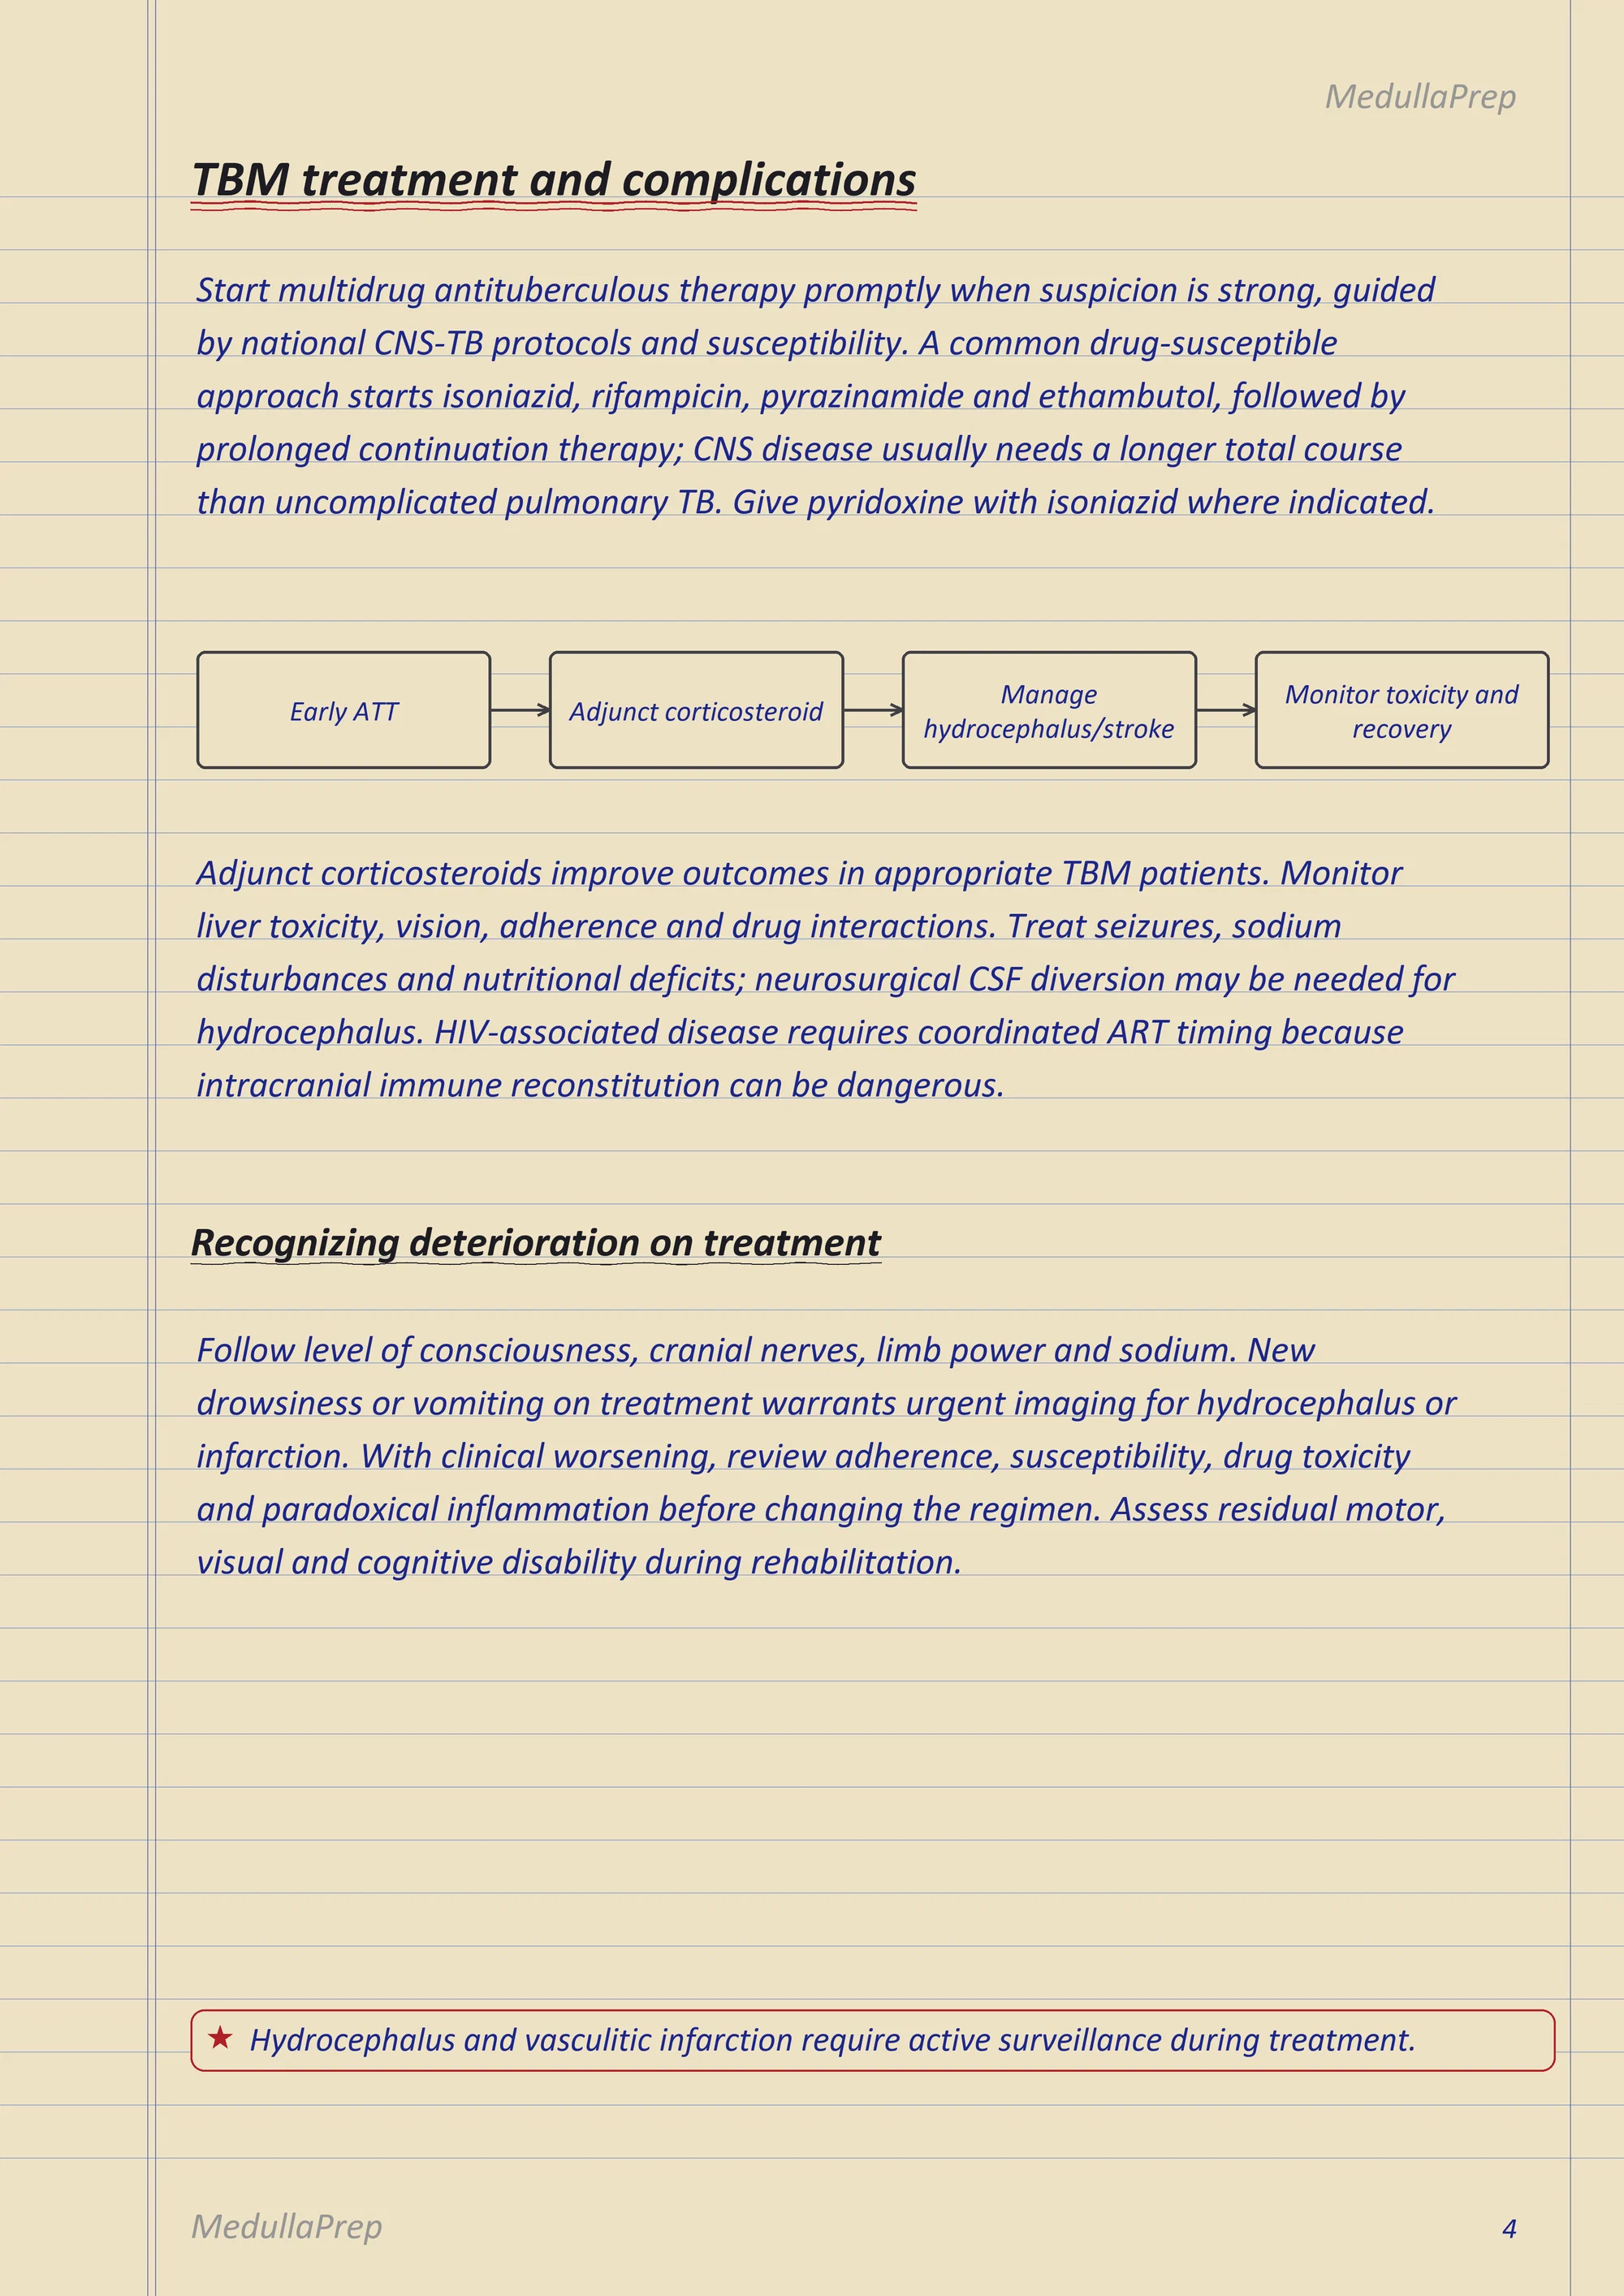 MedullaPrep
TBM treatment and complications
Start multidrug antituberculous therapy promptly when suspicion is strong, guided
by national CNS-TB protocols and susceptibility. A common drug-susceptible
approach starts isoniazid, rifampicin, pyrazinamide and ethambutol, followed by
prolonged continuation therapy; CNS disease usually needs a longer total course
than uncomplicated pulmonary TB. Give pyridoxine with isoniazid where indicated.
Early ATT
Adjunct corticosteroid
Manage
hydrocephalus/stroke
Monitor toxicity and
recovery
Adjunct corticosteroids improve outcomes in appropriate TBM patients. Monitor
liver toxicity, vision, adherence and drug interactions. Treat seizures, sodium
disturbances and nutritional deficits; neurosurgical CSF diversion may be needed for
hydrocephalus. HIV-associated disease requires coordinated ART timing because
intracranial immune reconstitution can be dangerous.
Recognizing deterioration on treatment
Follow level of consciousness, cranial nerves, limb power and sodium. New
drowsiness or vomiting on treatment warrants urgent imaging for hydrocephalus or
infarction. With clinical worsening, review adherence, susceptibility, drug toxicity
and paradoxical inflammation before changing the regimen. Assess residual motor,
visual and cognitive disability during rehabilitation.
★ Hydrocephalus and vasculitic infarction require active surveillance during treatment.
MedullaPrep
4